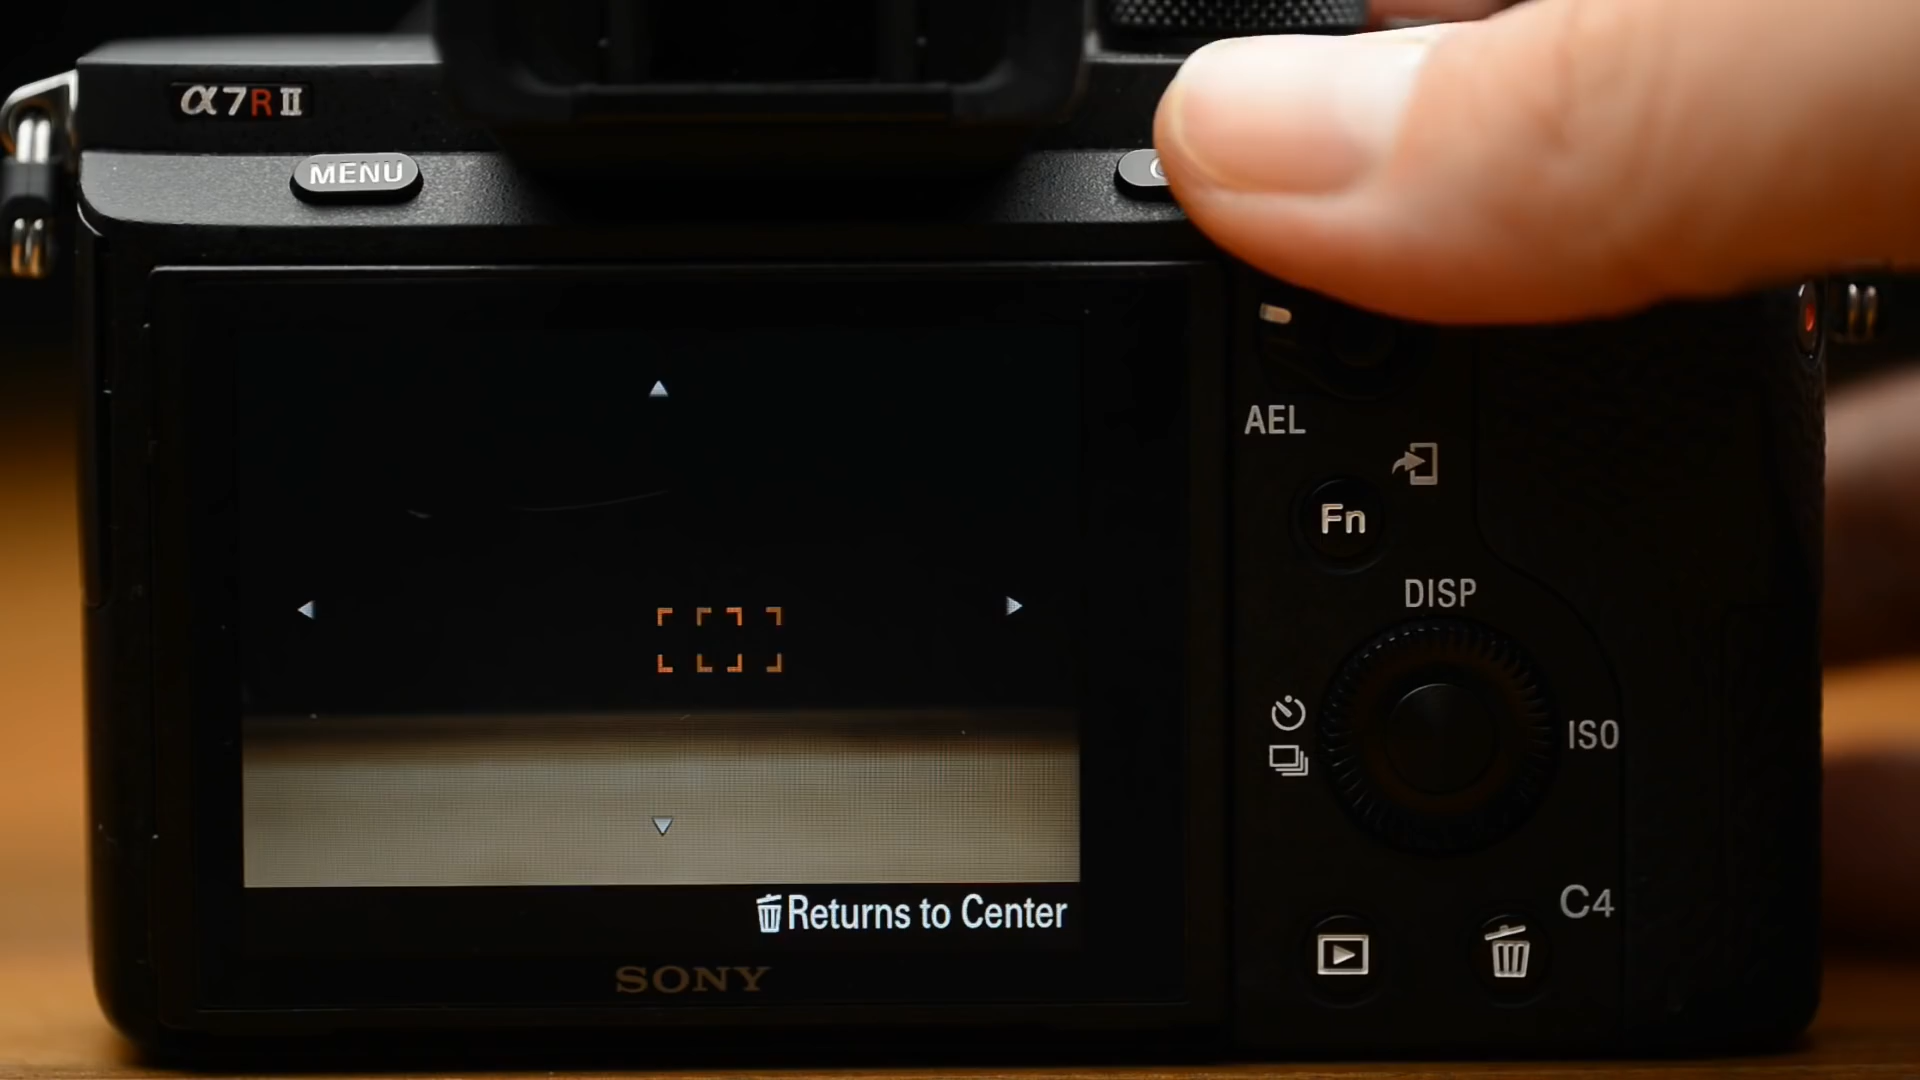 α7RII
MENU
AEL
Fn
DISP
ISO
Returns to Center
C4
SONY